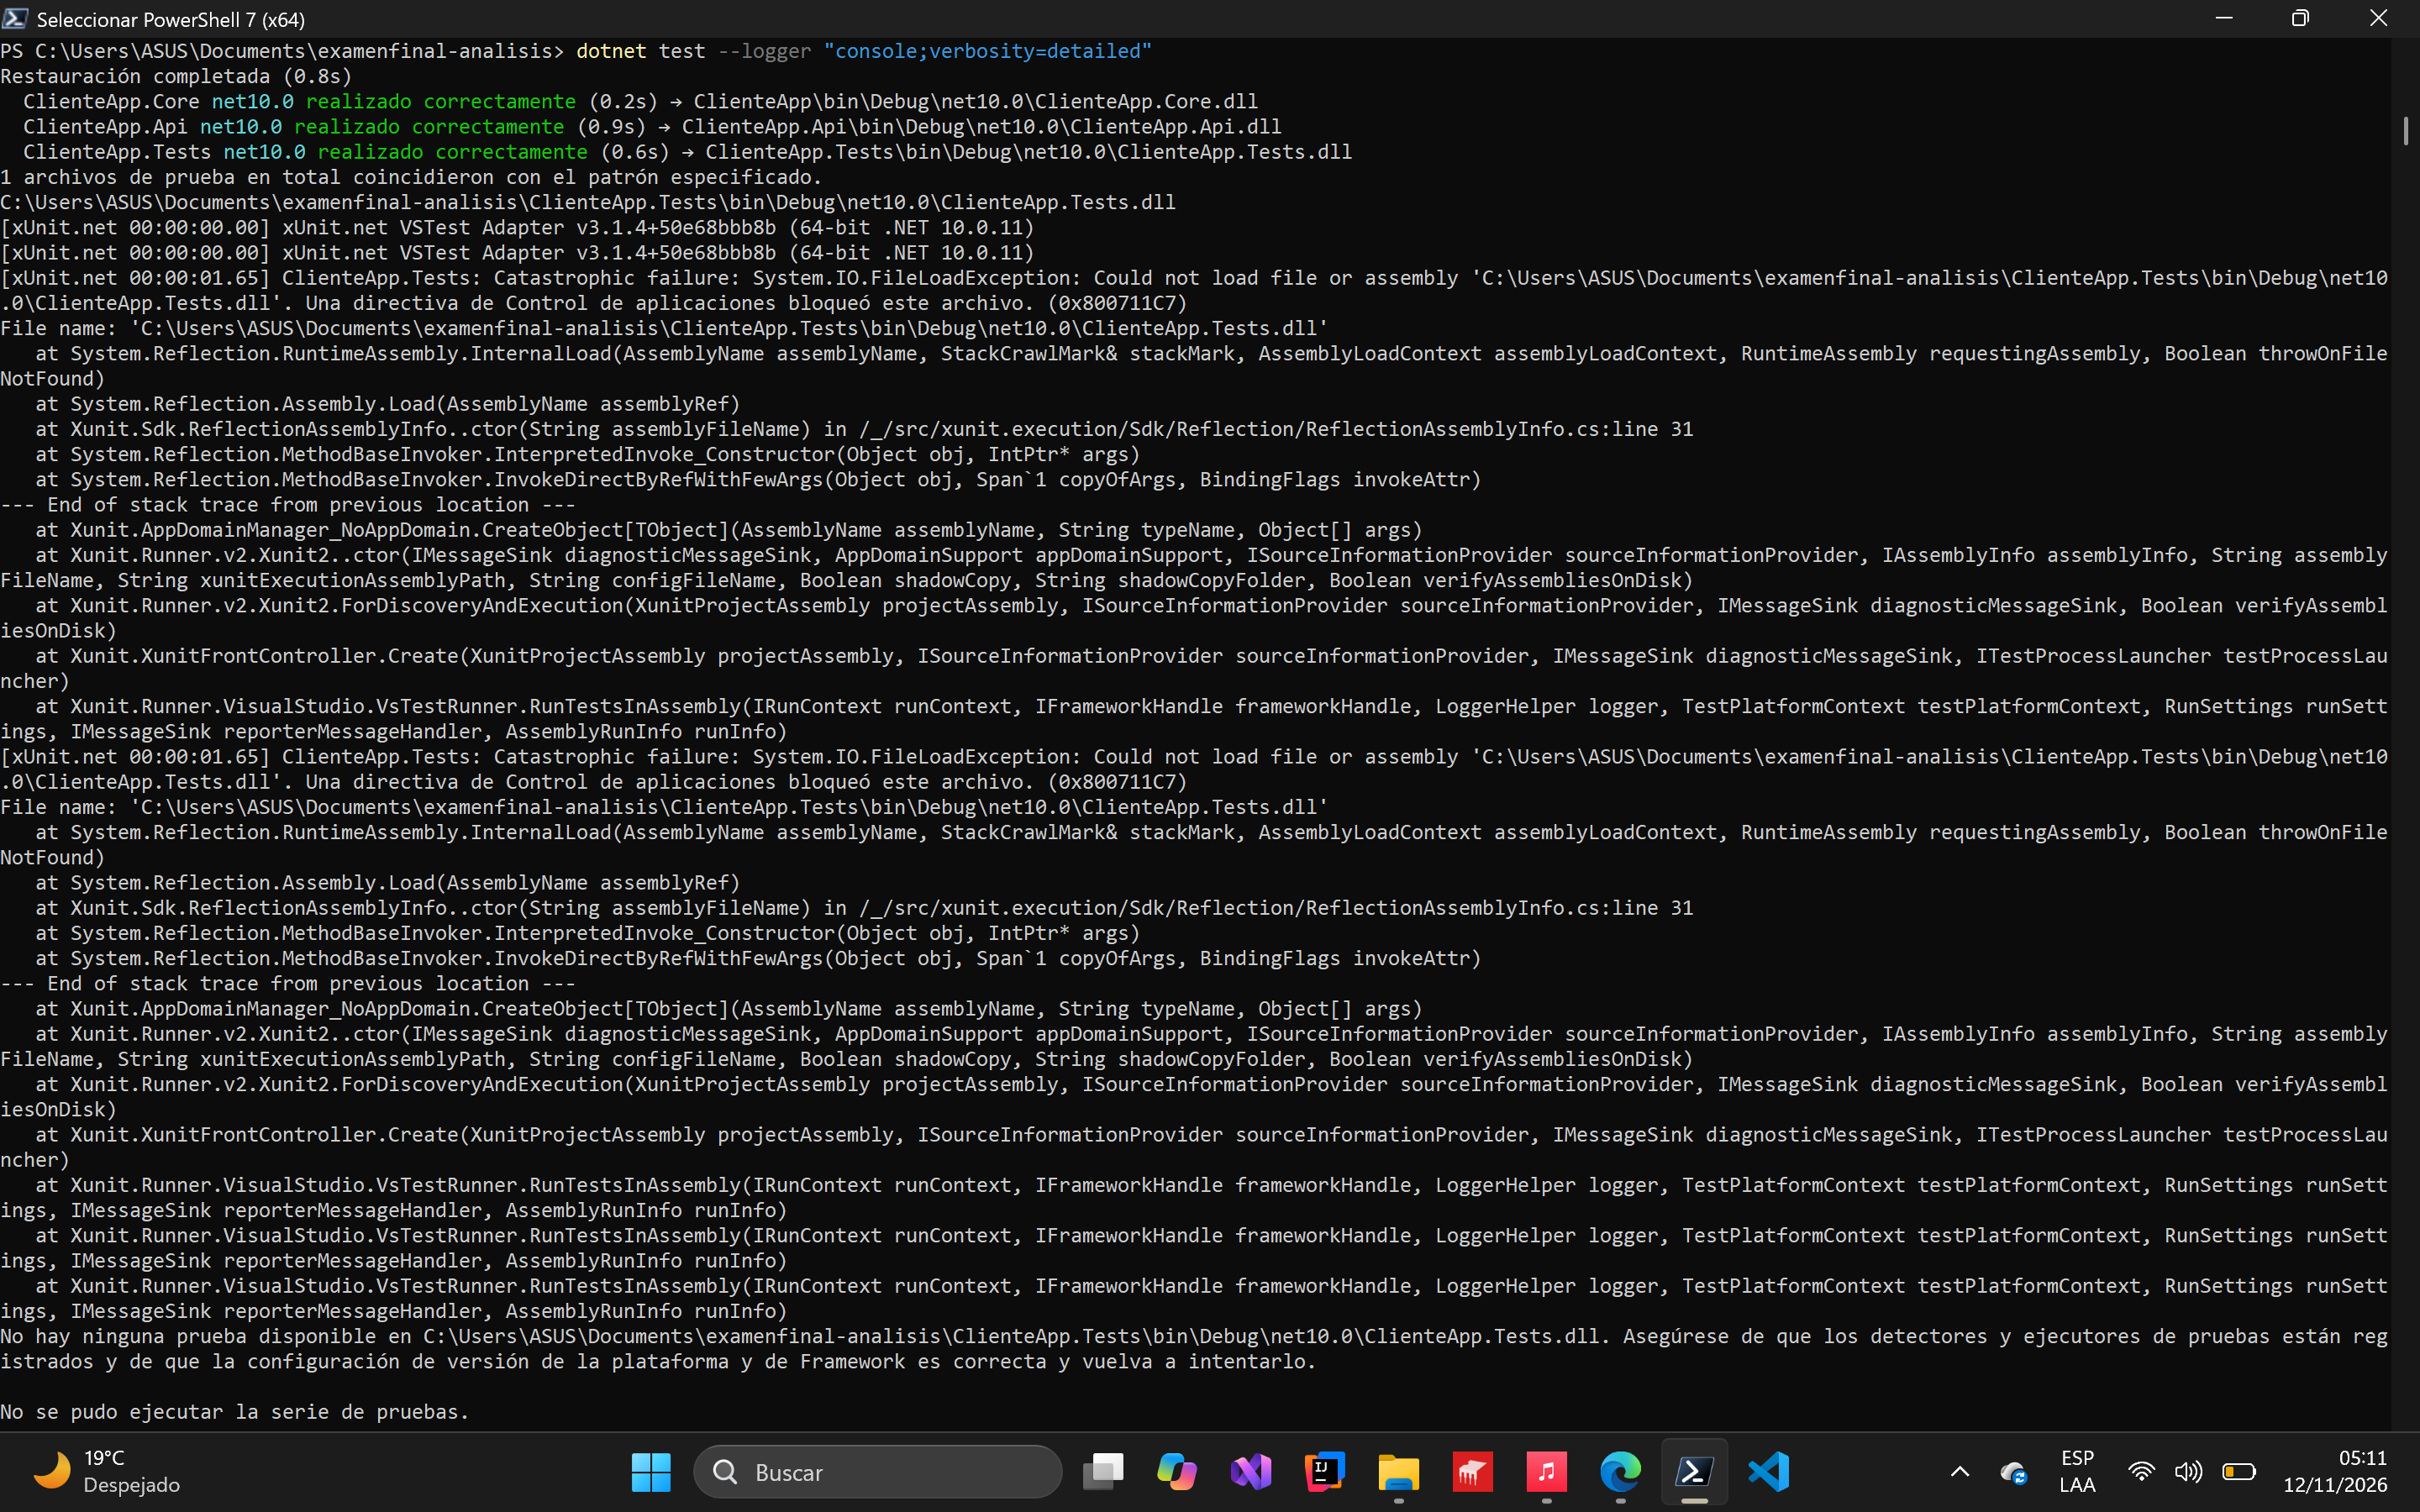 Seleccionar PowerShell 7 (x64)
PS C:\Users\ASUS\Documents\examenfinal-analisis> dotnet test --logger "console;verbosity=detailed"
Restauración completada (0.8s)
  ClienteApp.Core net10.0 realizado correctamente (0.2s) → ClienteApp\bin\Debug\net10.0\ClienteApp.Core.dll
  ClienteApp.Api net10.0 realizado correctamente (0.9s) → ClienteApp.Api\bin\Debug\net10.0\ClienteApp.Api.dll
  ClienteApp.Tests net10.0 realizado correctamente (0.6s) → ClienteApp.Tests\bin\Debug\net10.0\ClienteApp.Tests.dll
1 archivos de prueba en total coincidieron con el patrón especificado.
C:\Users\ASUS\Documents\examenfinal-analisis\ClienteApp.Tests\bin\Debug\net10.0\ClienteApp.Tests.dll
[xUnit.net 00:00:00.00] xUnit.net VSTest Adapter v3.1.4+50e68bbb8b (64-bit .NET 10.0.11)
[xUnit.net 00:00:00.00] xUnit.net VSTest Adapter v3.1.4+50e68bbb8b (64-bit .NET 10.0.11)
[xUnit.net 00:00:01.65] ClienteApp.Tests: Catastrophic failure: System.IO.FileLoadException: Could not load file or assembly 'C:\Users\ASUS\Documents\examenfinal-analisis\ClienteApp.Tests\bin\Debug\net10
.0\ClienteApp.Tests.dll'. Una directiva de Control de aplicaciones bloqueó este archivo. (0x800711C7)
File name: 'C:\Users\ASUS\Documents\examenfinal-analisis\ClienteApp.Tests\bin\Debug\net10.0\ClienteApp.Tests.dll'
   at System.Reflection.RuntimeAssembly.InternalLoad(AssemblyName assemblyName, StackCrawlMark& stackMark, AssemblyLoadContext assemblyLoadContext, RuntimeAssembly requestingAssembly, Boolean throwOnFile
NotFound)
   at System.Reflection.Assembly.Load(AssemblyName assemblyRef)
   at Xunit.Sdk.ReflectionAssemblyInfo..ctor(String assemblyFileName) in /_/src/xunit.execution/Sdk/Reflection/ReflectionAssemblyInfo.cs:line 31
   at System.Reflection.MethodBaseInvoker.InterpretedInvoke_Constructor(Object obj, IntPtr* args)
   at System.Reflection.MethodBaseInvoker.InvokeDirectByRefWithFewArgs(Object obj, Span`1 copyOfArgs, BindingFlags invokeAttr)
--- End of stack trace from previous location ---
   at Xunit.AppDomainManager_NoAppDomain.CreateObject[TObject](AssemblyName assemblyName, String typeName, Object[] args)
   at Xunit.Runner.v2.Xunit2..ctor(IMessageSink diagnosticMessageSink, AppDomainSupport appDomainSupport, ISourceInformationProvider sourceInformationProvider, IAssemblyInfo assemblyInfo, String assembly
FileName, String xunitExecutionAssemblyPath, String configFileName, Boolean shadowCopy, String shadowCopyFolder, Boolean verifyAssembliesOnDisk)
   at Xunit.Runner.v2.Xunit2.ForDiscoveryAndExecution(XunitProjectAssembly projectAssembly, ISourceInformationProvider sourceInformationProvider, IMessageSink diagnosticMessageSink, Boolean verifyAssembl
iesOnDisk)
   at Xunit.XunitFrontController.Create(XunitProjectAssembly projectAssembly, ISourceInformationProvider sourceInformationProvider, IMessageSink diagnosticMessageSink, ITestProcessLauncher testProcessLau
ncher)
   at Xunit.Runner.VisualStudio.VsTestRunner.RunTestsInAssembly(IRunContext runContext, IFrameworkHandle frameworkHandle, LoggerHelper logger, TestPlatformContext testPlatformContext, RunSettings runSett
ings, IMessageSink reporterMessageHandler, AssemblyRunInfo runInfo)
[xUnit.net 00:00:01.65] ClienteApp.Tests: Catastrophic failure: System.IO.FileLoadException: Could not load file or assembly 'C:\Users\ASUS\Documents\examenfinal-analisis\ClienteApp.Tests\bin\Debug\net10
.0\ClienteApp.Tests.dll'. Una directiva de Control de aplicaciones bloqueó este archivo. (0x800711C7)
File name: 'C:\Users\ASUS\Documents\examenfinal-analisis\ClienteApp.Tests\bin\Debug\net10.0\ClienteApp.Tests.dll'
   at System.Reflection.RuntimeAssembly.InternalLoad(AssemblyName assemblyName, StackCrawlMark& stackMark, AssemblyLoadContext assemblyLoadContext, RuntimeAssembly requestingAssembly, Boolean throwOnFile
NotFound)
   at System.Reflection.Assembly.Load(AssemblyName assemblyRef)
   at Xunit.Sdk.ReflectionAssemblyInfo..ctor(String assemblyFileName) in /_/src/xunit.execution/Sdk/Reflection/ReflectionAssemblyInfo.cs:line 31
   at System.Reflection.MethodBaseInvoker.InterpretedInvoke_Constructor(Object obj, IntPtr* args)
   at System.Reflection.MethodBaseInvoker.InvokeDirectByRefWithFewArgs(Object obj, Span`1 copyOfArgs, BindingFlags invokeAttr)
--- End of stack trace from previous location ---
   at Xunit.AppDomainManager_NoAppDomain.CreateObject[TObject](AssemblyName assemblyName, String typeName, Object[] args)
   at Xunit.Runner.v2.Xunit2..ctor(IMessageSink diagnosticMessageSink, AppDomainSupport appDomainSupport, ISourceInformationProvider sourceInformationProvider, IAssemblyInfo assemblyInfo, String assembly
FileName, String xunitExecutionAssemblyPath, String configFileName, Boolean shadowCopy, String shadowCopyFolder, Boolean verifyAssembliesOnDisk)
   at Xunit.Runner.v2.Xunit2.ForDiscoveryAndExecution(XunitProjectAssembly projectAssembly, ISourceInformationProvider sourceInformationProvider, IMessageSink diagnosticMessageSink, Boolean verifyAssembl
iesOnDisk)
   at Xunit.XunitFrontController.Create(XunitProjectAssembly projectAssembly, ISourceInformationProvider sourceInformationProvider, IMessageSink diagnosticMessageSink, ITestProcessLauncher testProcessLau
ncher)
   at Xunit.Runner.VisualStudio.VsTestRunner.RunTestsInAssembly(IRunContext runContext, IFrameworkHandle frameworkHandle, LoggerHelper logger, TestPlatformContext testPlatformContext, RunSettings runSett
ings, IMessageSink reporterMessageHandler, AssemblyRunInfo runInfo)
   at Xunit.Runner.VisualStudio.VsTestRunner.RunTestsInAssembly(IRunContext runContext, IFrameworkHandle frameworkHandle, LoggerHelper logger, TestPlatformContext testPlatformContext, RunSettings runSett
ings, IMessageSink reporterMessageHandler, AssemblyRunInfo runInfo)
   at Xunit.Runner.VisualStudio.VsTestRunner.RunTestsInAssembly(IRunContext runContext, IFrameworkHandle frameworkHandle, LoggerHelper logger, TestPlatformContext testPlatformContext, RunSettings runSett
ings, IMessageSink reporterMessageHandler, AssemblyRunInfo runInfo)
No hay ninguna prueba disponible en C:\Users\ASUS\Documents\examenfinal-analisis\ClienteApp.Tests\bin\Debug\net10.0\ClienteApp.Tests.dll. Asegúrese de que los detectores y ejecutores de pruebas están reg
istrados y de que la configuración de versión de la plataforma y de Framework es correcta y vuelva a intentarlo.
No se pudo ejecutar la serie de pruebas.
19°C
Despejado
Buscar
IJ
ESP
LAA
05:11
12/11/2026